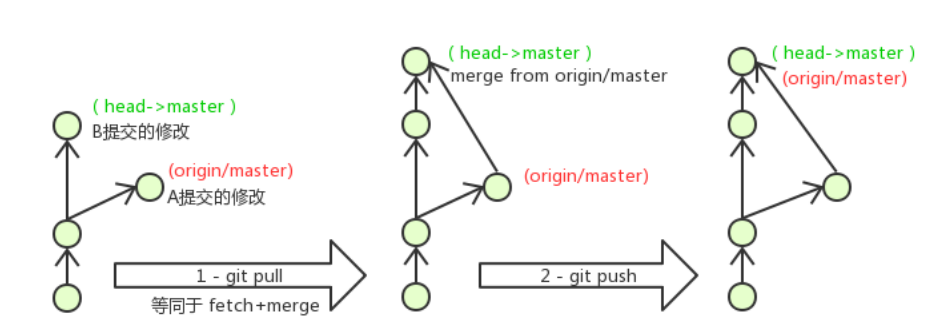 ( head->master )
B提交的修改
(origin/master)
A提交的修改
1 - git pull
等同于 fetch+merge
( head->master )
merge from origin/master
(origin/master)
2 - git push
( head->master )
(origin/master)